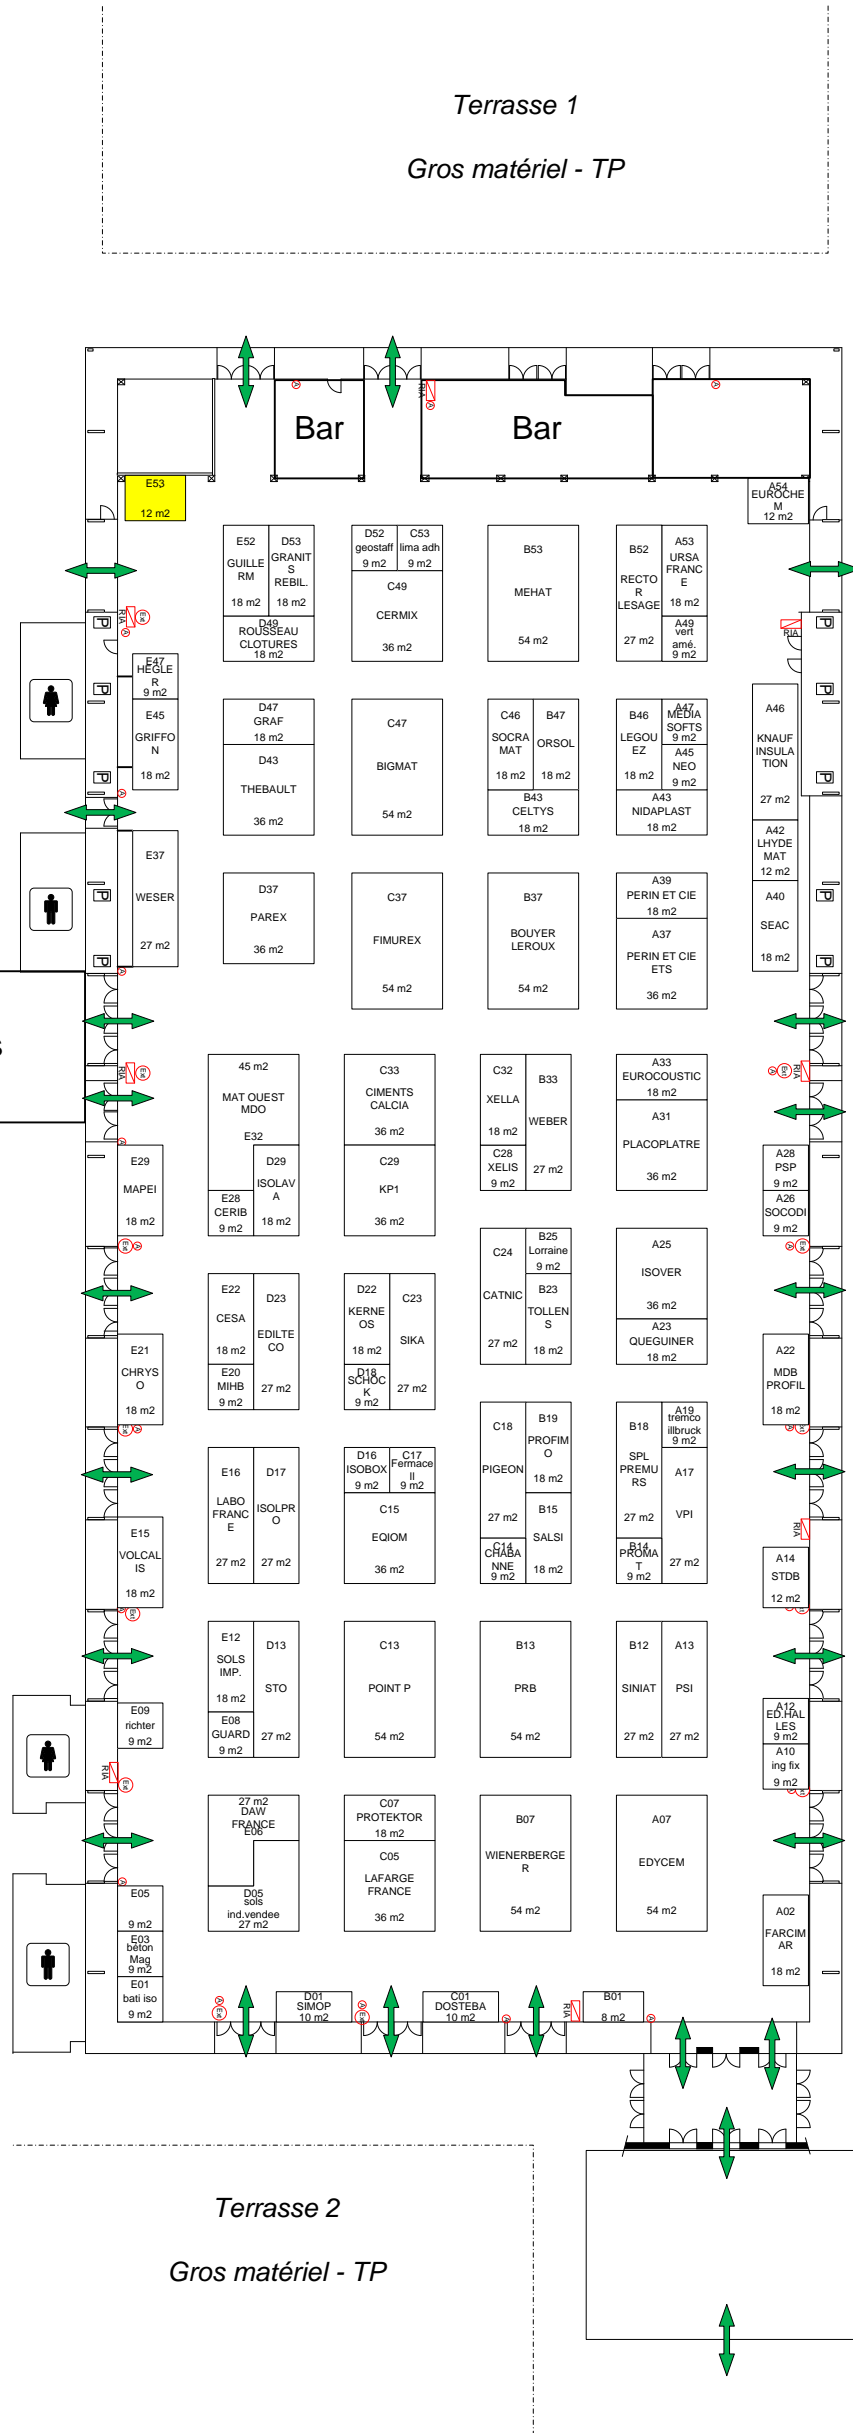 Terrasse 1
Gros matériel - TP
Bar
Bar
RIA
A
A
A
E53
12 m2
A54
EUROCHE
M
12 m2
E52
GUILLE
RM
18 m2
D53
GRANIT
S
REBIL.
18 m2
D49
ROUSSEAU
CLOTURES
18 m2
D52
geostaff
9 m2
C53
lima adh
9 m2
C49
CERMIX
36 m2
B53
MEHAT
54 m2
B52
RECTO
R
LESAGE
27 m2
A53
URSA
FRANC
E
18 m2
A49
vert
amé.
9 m2
RIA
Ext
A
RIA
P
P
P
P
P
P
P
P
P
P
E47
HEGLE
R
9 m2
E45
GRIFFO
N
18 m2
D47
GRAF
18 m2
D43
THEBAULT
36 m2
C47
BIGMAT
54 m2
C46
SOCRA
MAT
18 m2
B47
ORSOL
18 m2
B43
CELTYS
18 m2
B46
LEGOU
EZ
18 m2
A47
MEDIA
SOFTS
9 m2
A45
NEO
9 m2
A43
NIDAPLAST
18 m2
A46
KNAUF
INSULA
TION
27 m2
A42
LHYDE
MAT
12 m2
A40
SEAC
18 m2
E37
WESER
27 m2
D37
PAREX
36 m2
C37
FIMUREX
54 m2
B37
BOUYER
LEROUX
54 m2
A39
PERIN ET CIE
18 m2
A37
PERIN ET CIE
ETS
36 m2
s
RIA
Ext
A
Ext
RIA
45 m2
MAT OUEST
MDO
E32
E28
CERIB
9 m2
D29
ISOLAV
A
18 m2
C33
CIMENTS
CALCIA
36 m2
C29
KP1
36 m2
C32
XELLA
18 m2
C28
XELIS
9 m2
B33
WEBER
27 m2
A33
EUROCOUSTIC
18 m2
A31
PLACOPLATRE
36 m2
E29
MAPEI
18 m2
A28
PSP
9 m2
A26
SOCODI
9 m2
Ext
A
A
Ext
E22
CESA
18 m2
E20
MIHB
9 m2
D23
EDILTE
CO
27 m2
D22
KERNE
OS
18 m2
D18
SCHOC
K
9 m2
C23
SIKA
27 m2
C24
CATNIC
27 m2
B25
Lorraine
9 m2
B23
TOLLEN
S
18 m2
A25
ISOVER
36 m2
A23
QUEGUINER
18 m2
E21
CHRYS
O
18 m2
A22
MDB
PROFIL
18 m2
E16
LABO
FRANC
E
27 m2
D17
ISOLPR
O
27 m2
D16
ISOBOX
9 m2
C17
Fermace
ll
9 m2
C15
EQIOM
36 m2
C18
PIGEON
27 m2
C14
CHABA
NNE
9 m2
B19
PROFIM
O
18 m2
B15
SALSI
18 m2
B18
SPL
PREMU
RS
27 m2
B14
PROMA
T
9 m2
A19
tremco
illbruck
9 m2
A17
VPI
27 m2
E15
VOLCAL
IS
18 m2
RIA
A14
STDB
12 m2
E12
SOLS
IMP.
18 m2
E08
GUARD
9 m2
D13
STO
27 m2
C13
POINT P
54 m2
B13
PRB
54 m2
B12
SINIAT
27 m2
A13
PSI
27 m2
E09
richter
9 m2
A12
ED.HAL
LES
9 m2
A10
ing fix
9 m2
RIA
Ext
27 m2
DAW
FRANCE
E06
D05
sols
ind.vendee
27 m2
C07
PROTEKTOR
18 m2
C05
LAFARGE
FRANCE
36 m2
B07
WIENERBERGE
R
54 m2
A07
EDYCEM
54 m2
E05
9 m2
E03
béton
Mag
9 m2
E01
bati iso
9 m2
A02
FARCIM
AR
18 m2
A
Ext
D01
SIMOP
10 m2
A
Ext
C01
DOSTEBA
10 m2
A
RIA
B01
8 m2
A
Terrasse 2
Gros matériel - TP